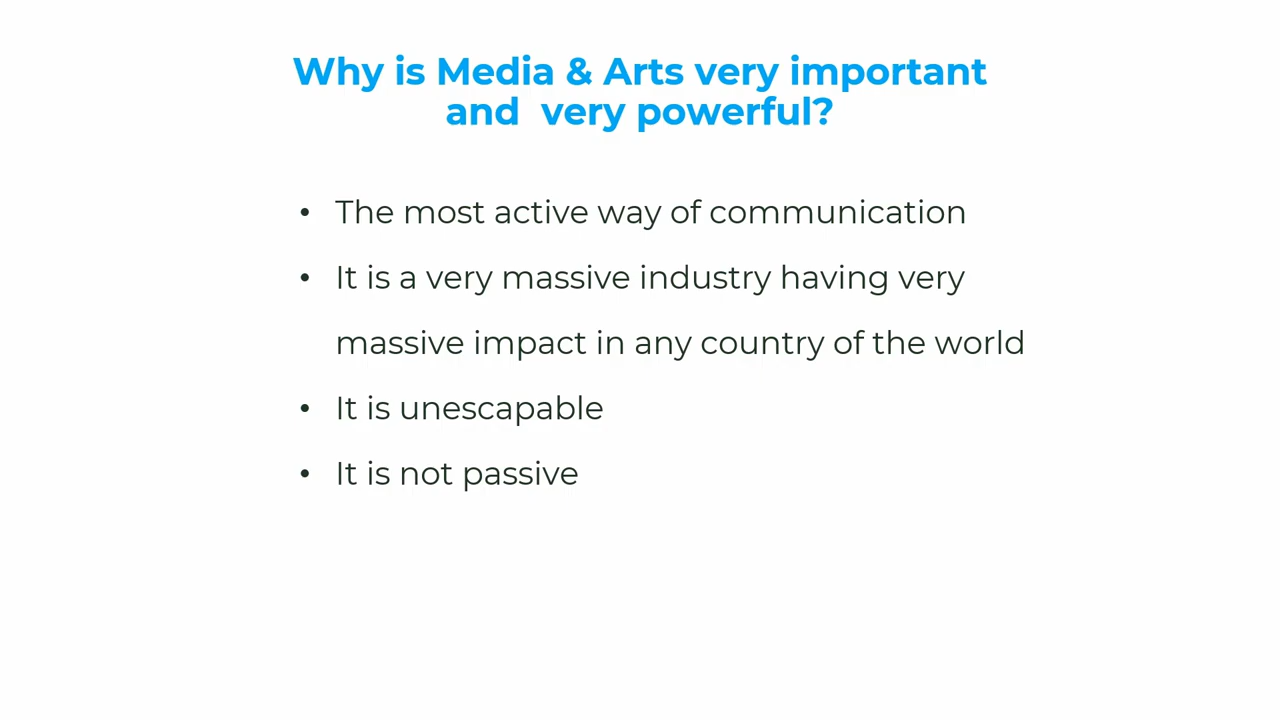 Why is Media & Arts very important
and  very powerful?
• The most active way of communication
• It is a very massive industry having very
massive impact in any country of the world
• It is unescapable
• It is not passive